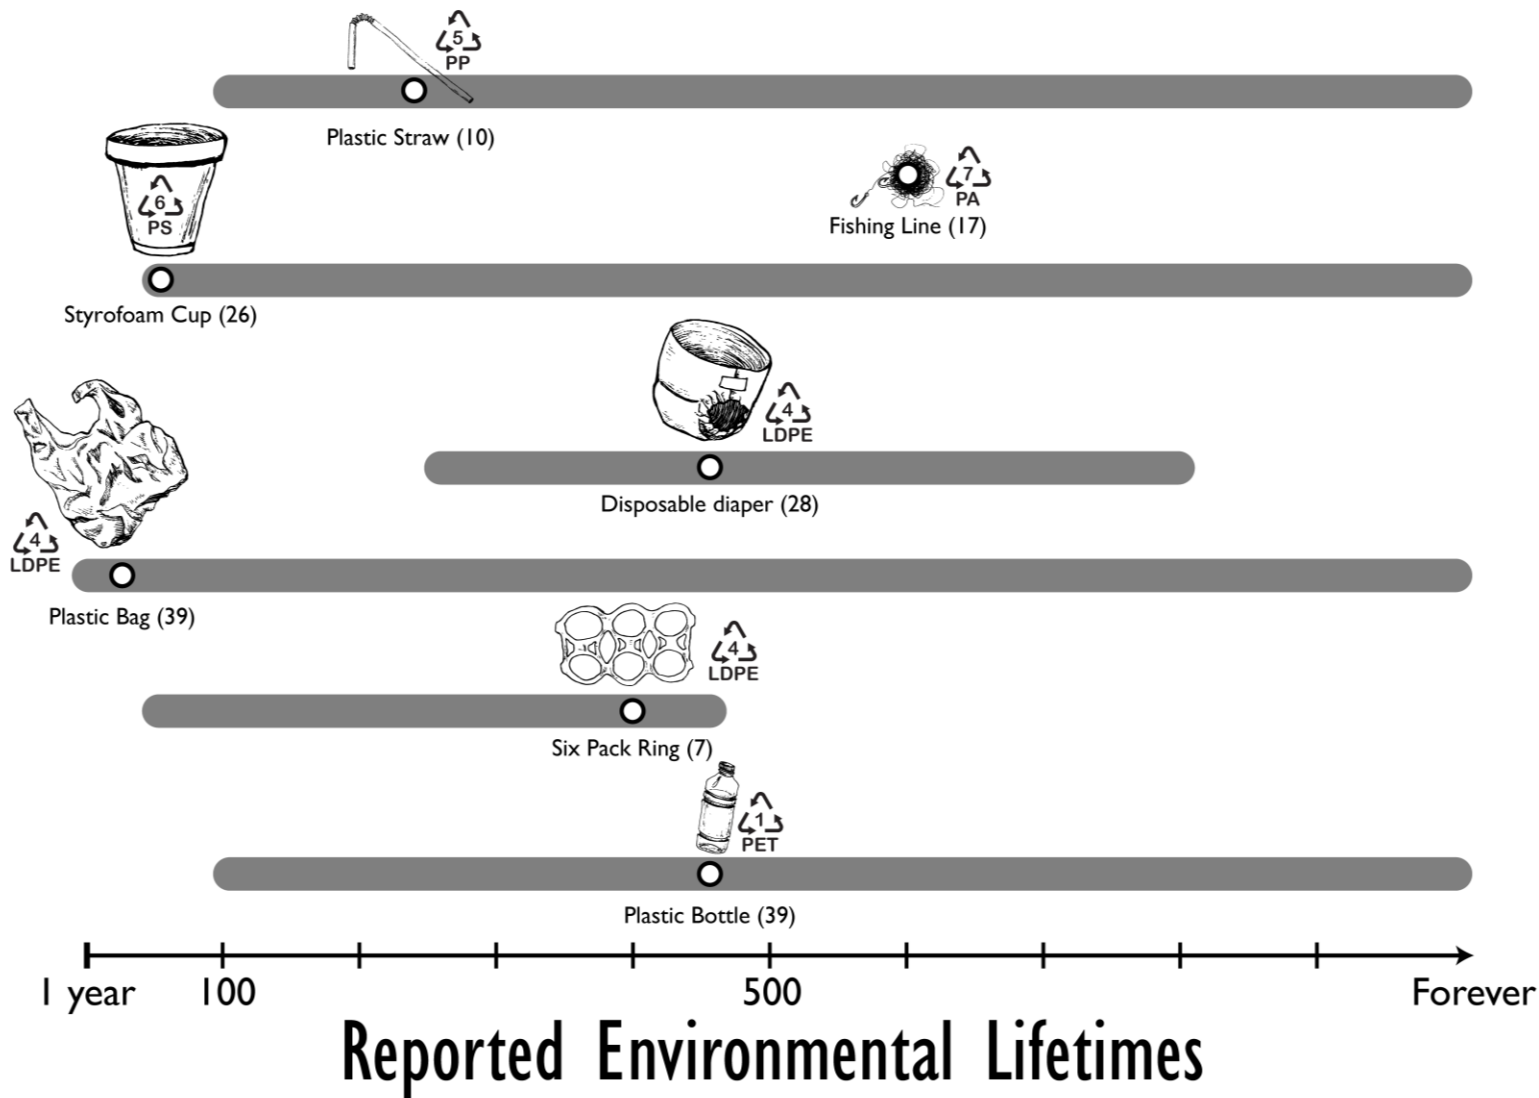 5
PP
Plastic Straw (10)
7
PA
Fishing Line (17)
6
PS
Styrofoam Cup (26)
4
LDPE
Disposable diaper (28)
4
LDPE
Plastic Bag (39)
4
LDPE
Six Pack Ring (7)
1
PET
Plastic Bottle (39)
1 year 100 500 Forever
Reported Environmental Lifetimes